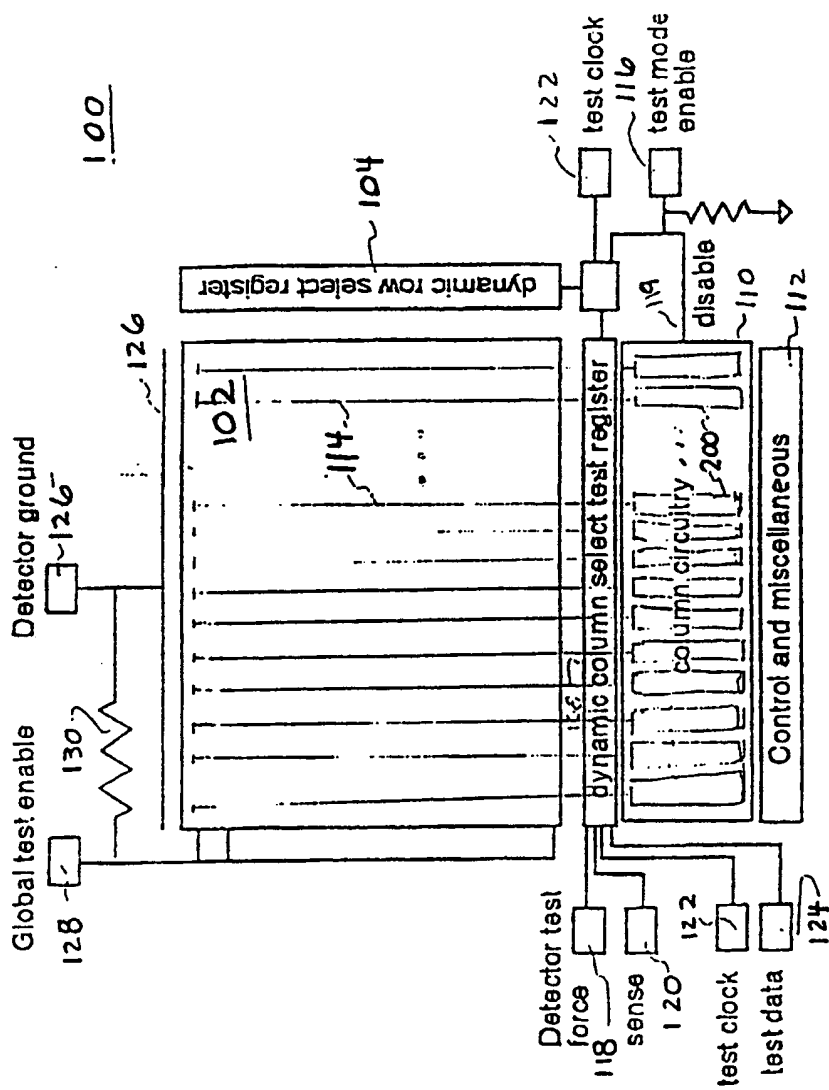 Global test enable
128
130
Detector ground
126
126
100
102
114
104
dynamic row select register
122
test clock
116
test mode
enable
Detector test
force
118
sense
120
dynamic column select test register
119
disable
110
column circuitry
200
122
test clock
124
test data
Control and miscellaneous
112